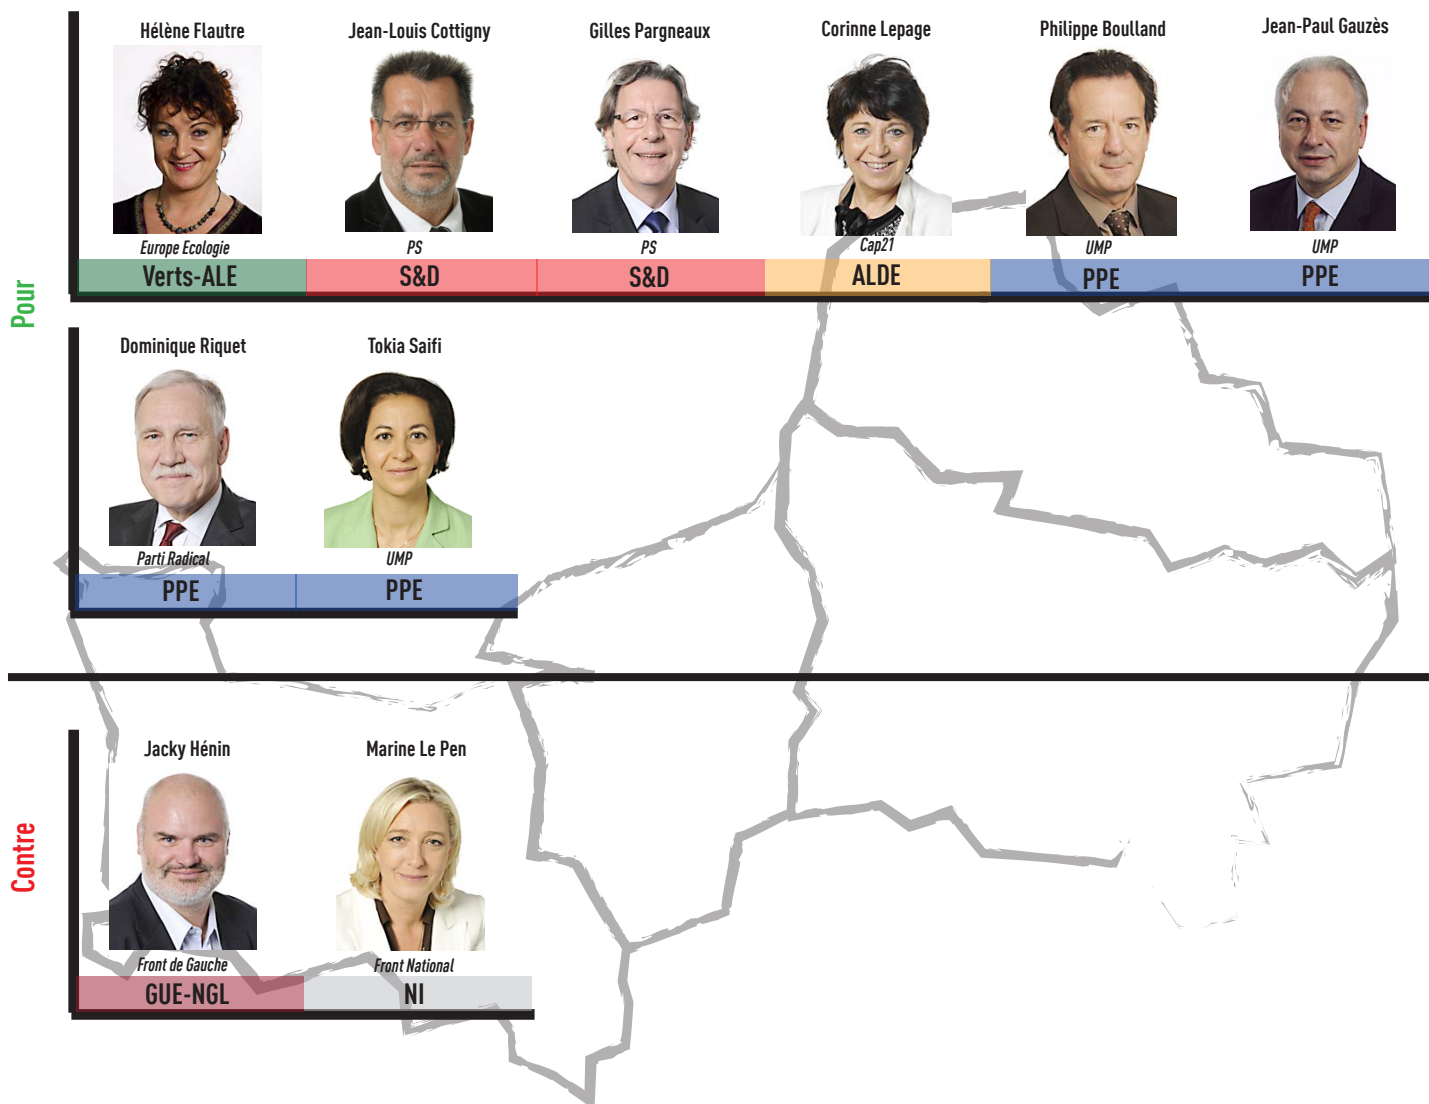 Pour
Hélène Flautre
Europe Ecologie
Verts-ALE
Jean-Louis Cottigny
PS
S&D
Gilles Pargneaux
PS
S&D
Corinne Lepage
Cap21
ALDE
Philippe Boulland
UMP
PPE
Jean-Paul Gauzès
UMP
PPE
Dominique Riquet
Parti Radical
PPE
Tokia Saifi
UMP
PPE
Contre
Jacky Hénin
Front de Gauche
GUE-NGL
Marine Le Pen
Front National
NI